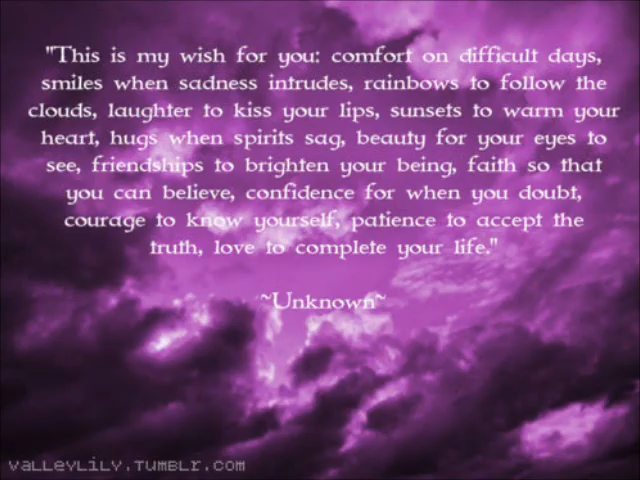 "This is my wish for you: comfort on difficult days,
smiles when sadness intrudes, rainbows to follow the
clouds, laughter to kiss your lips, sunsets to warm your
heart, hugs when spirits sag, beauty for your eyes to
see, friendships to brighten your being, faith so that
you can believe, confidence for when you doubt,
courage to know yourself, patience to accept the
truth, love to complete your life."
~Unknown~
valleylily.tumblr.com